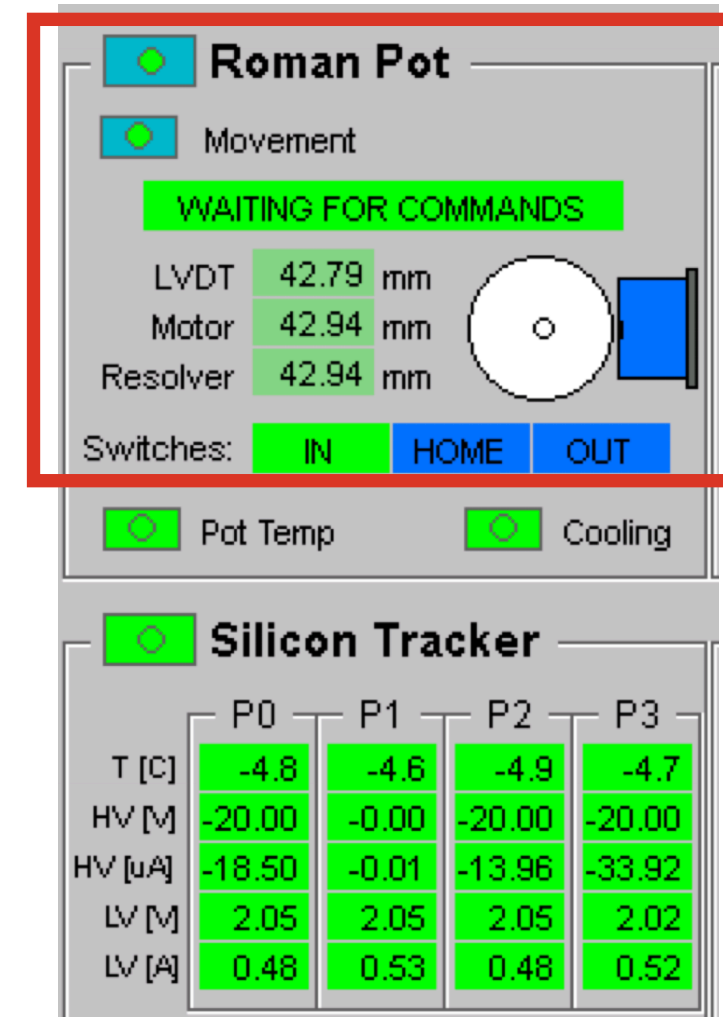 Roman Pot
Movement
WAITING FOR COMMANDS
LVDT 42.79 mm
Motor 42.94 mm
Resolver 42.94 mm
Switches: IN HOME OUT
Pot Temp Cooling
Silicon Tracker
P0 P1 P2 P3
T [C] -4.8 -4.6 -4.9 -4.7
HV [V] -20.00 -0.00 -20.00 -20.00
HV [uA] -18.50 -0.01 -13.96 -33.92
LV [V] 2.05 2.05 2.05 2.02
LV [A] 0.48 0.53 0.48 0.52